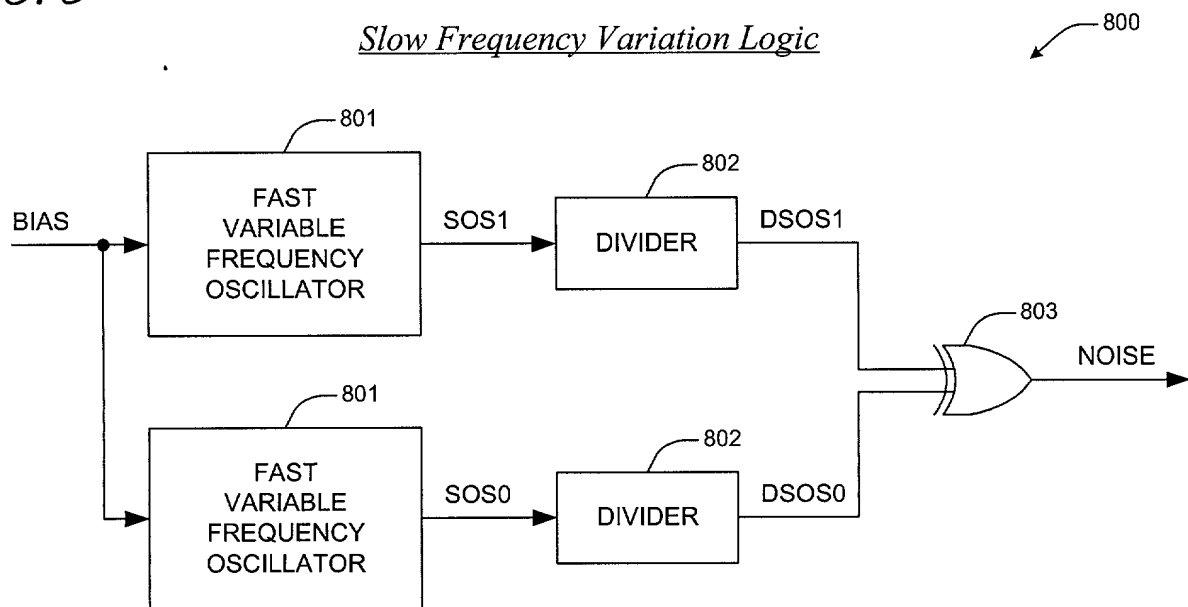 Slow Frequency Variation Logic
800
801
FAST
VARIABLE
FREQUENCY
OSCILLATOR
BIAS
SOS1
802
DIVIDER
DSOS1
803
NOISE
801
FAST
VARIABLE
FREQUENCY
OSCILLATOR
SOS0
802
DIVIDER
DSOS0